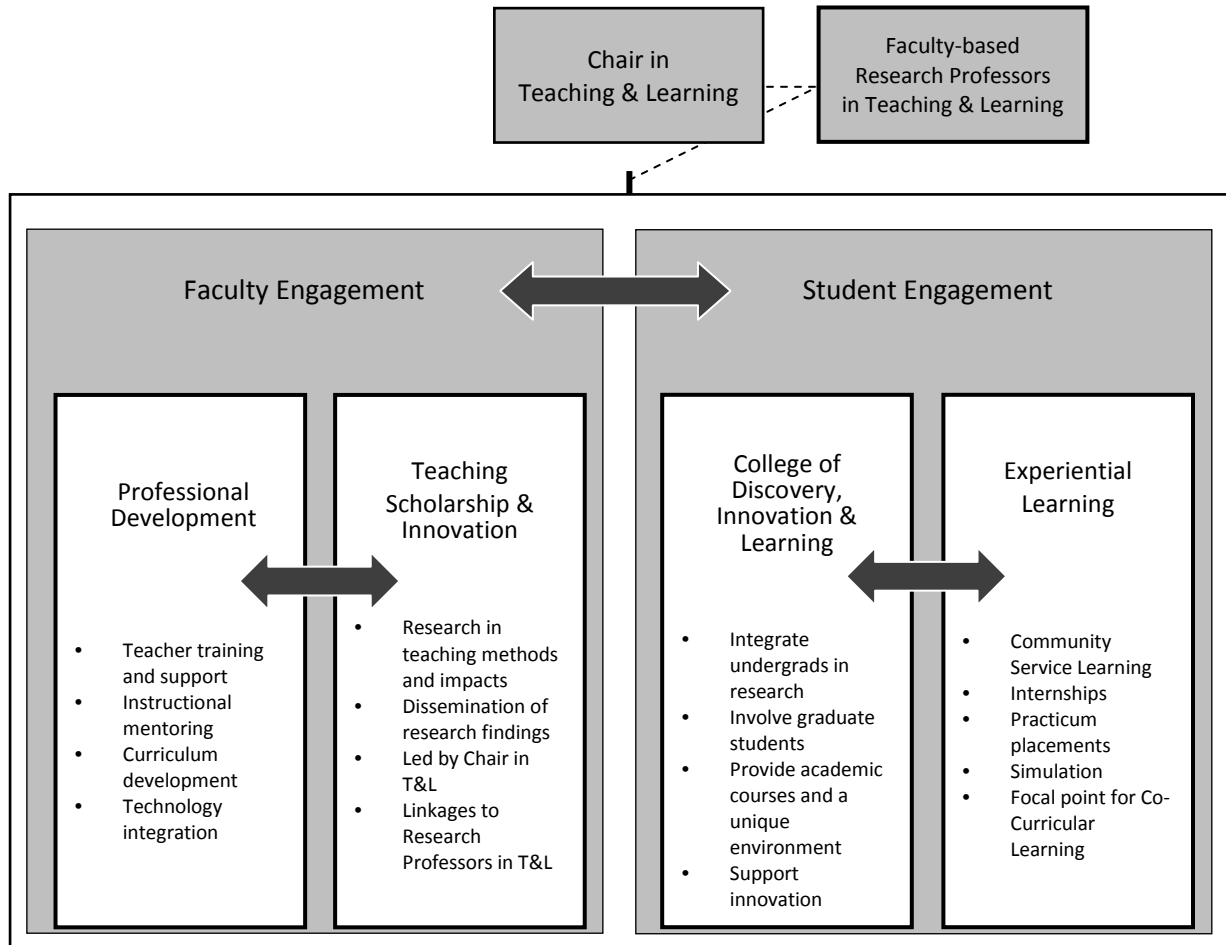 Chair in
Teaching & Learning
Faculty-based
Research Professors
in Teaching & Learning
Faculty Engagement
Student Engagement
Professional
Development
• Teacher training
and support
• Instructional
mentoring
• Curriculum
development
• Technology
integration
Teaching
Scholarship &
Innovation
• Research in
teaching methods
and impacts
• Dissemination of
research findings
• Led by Chair in
T&L
• Linkages to
Research
Professors in T&L
College of
Discovery,
Innovation &
Learning
• Integrate
undergrads in
research
• Involve graduate
students
• Provide academic
courses and a
unique
environment
• Support
innovation
Experiential
Learning
• Community
Service Learning
• Internships
• Practicum
placements
• Simulation
• Focal point for Co-
Curricular
Learning